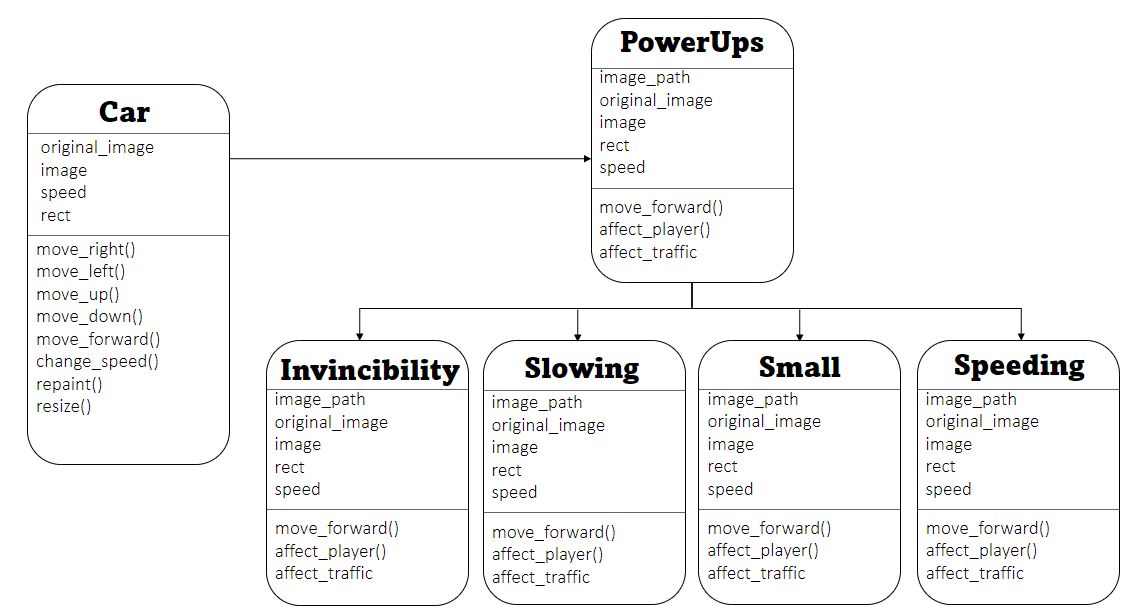 PowerUps
image_path
original_image
image
rect
speed
move_forward()
affect_player()
affect_traffic
Car
original_image
image
speed
rect
move_right()
move_left()
move_up()
move_down()
move_forward()
change_speed()
repaint()
resize()
Invincibility
image_path
original_image
image
rect
speed
move_forward()
affect_player()
affect_traffic
Slowing
image_path
original_image
image
rect
speed
move_forward()
affect_player()
affect_traffic
Small
image_path
original_image
image
rect
speed
move_forward()
affect_player()
affect_traffic
Speeding
image_path
original_image
image
rect
speed
move_forward()
affect_player()
affect_traffic